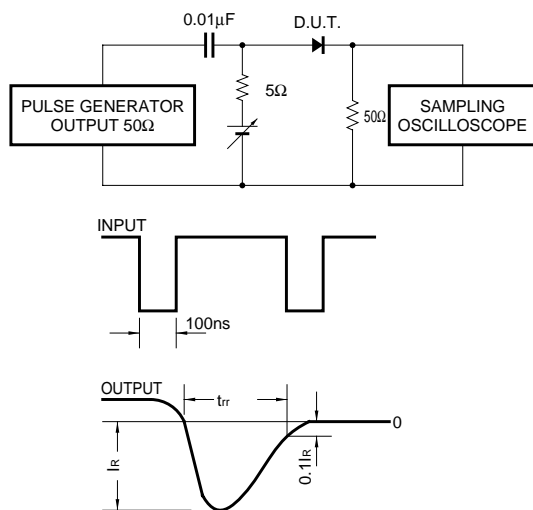 0.01μF
D.U.T.
5Ω
50Ω
PULSE GENERATOR
OUTPUT 50Ω
SAMPLING
OSCILLOSCOPE
INPUT
100ns
OUTPUT
trr
0
IR
0.1IR